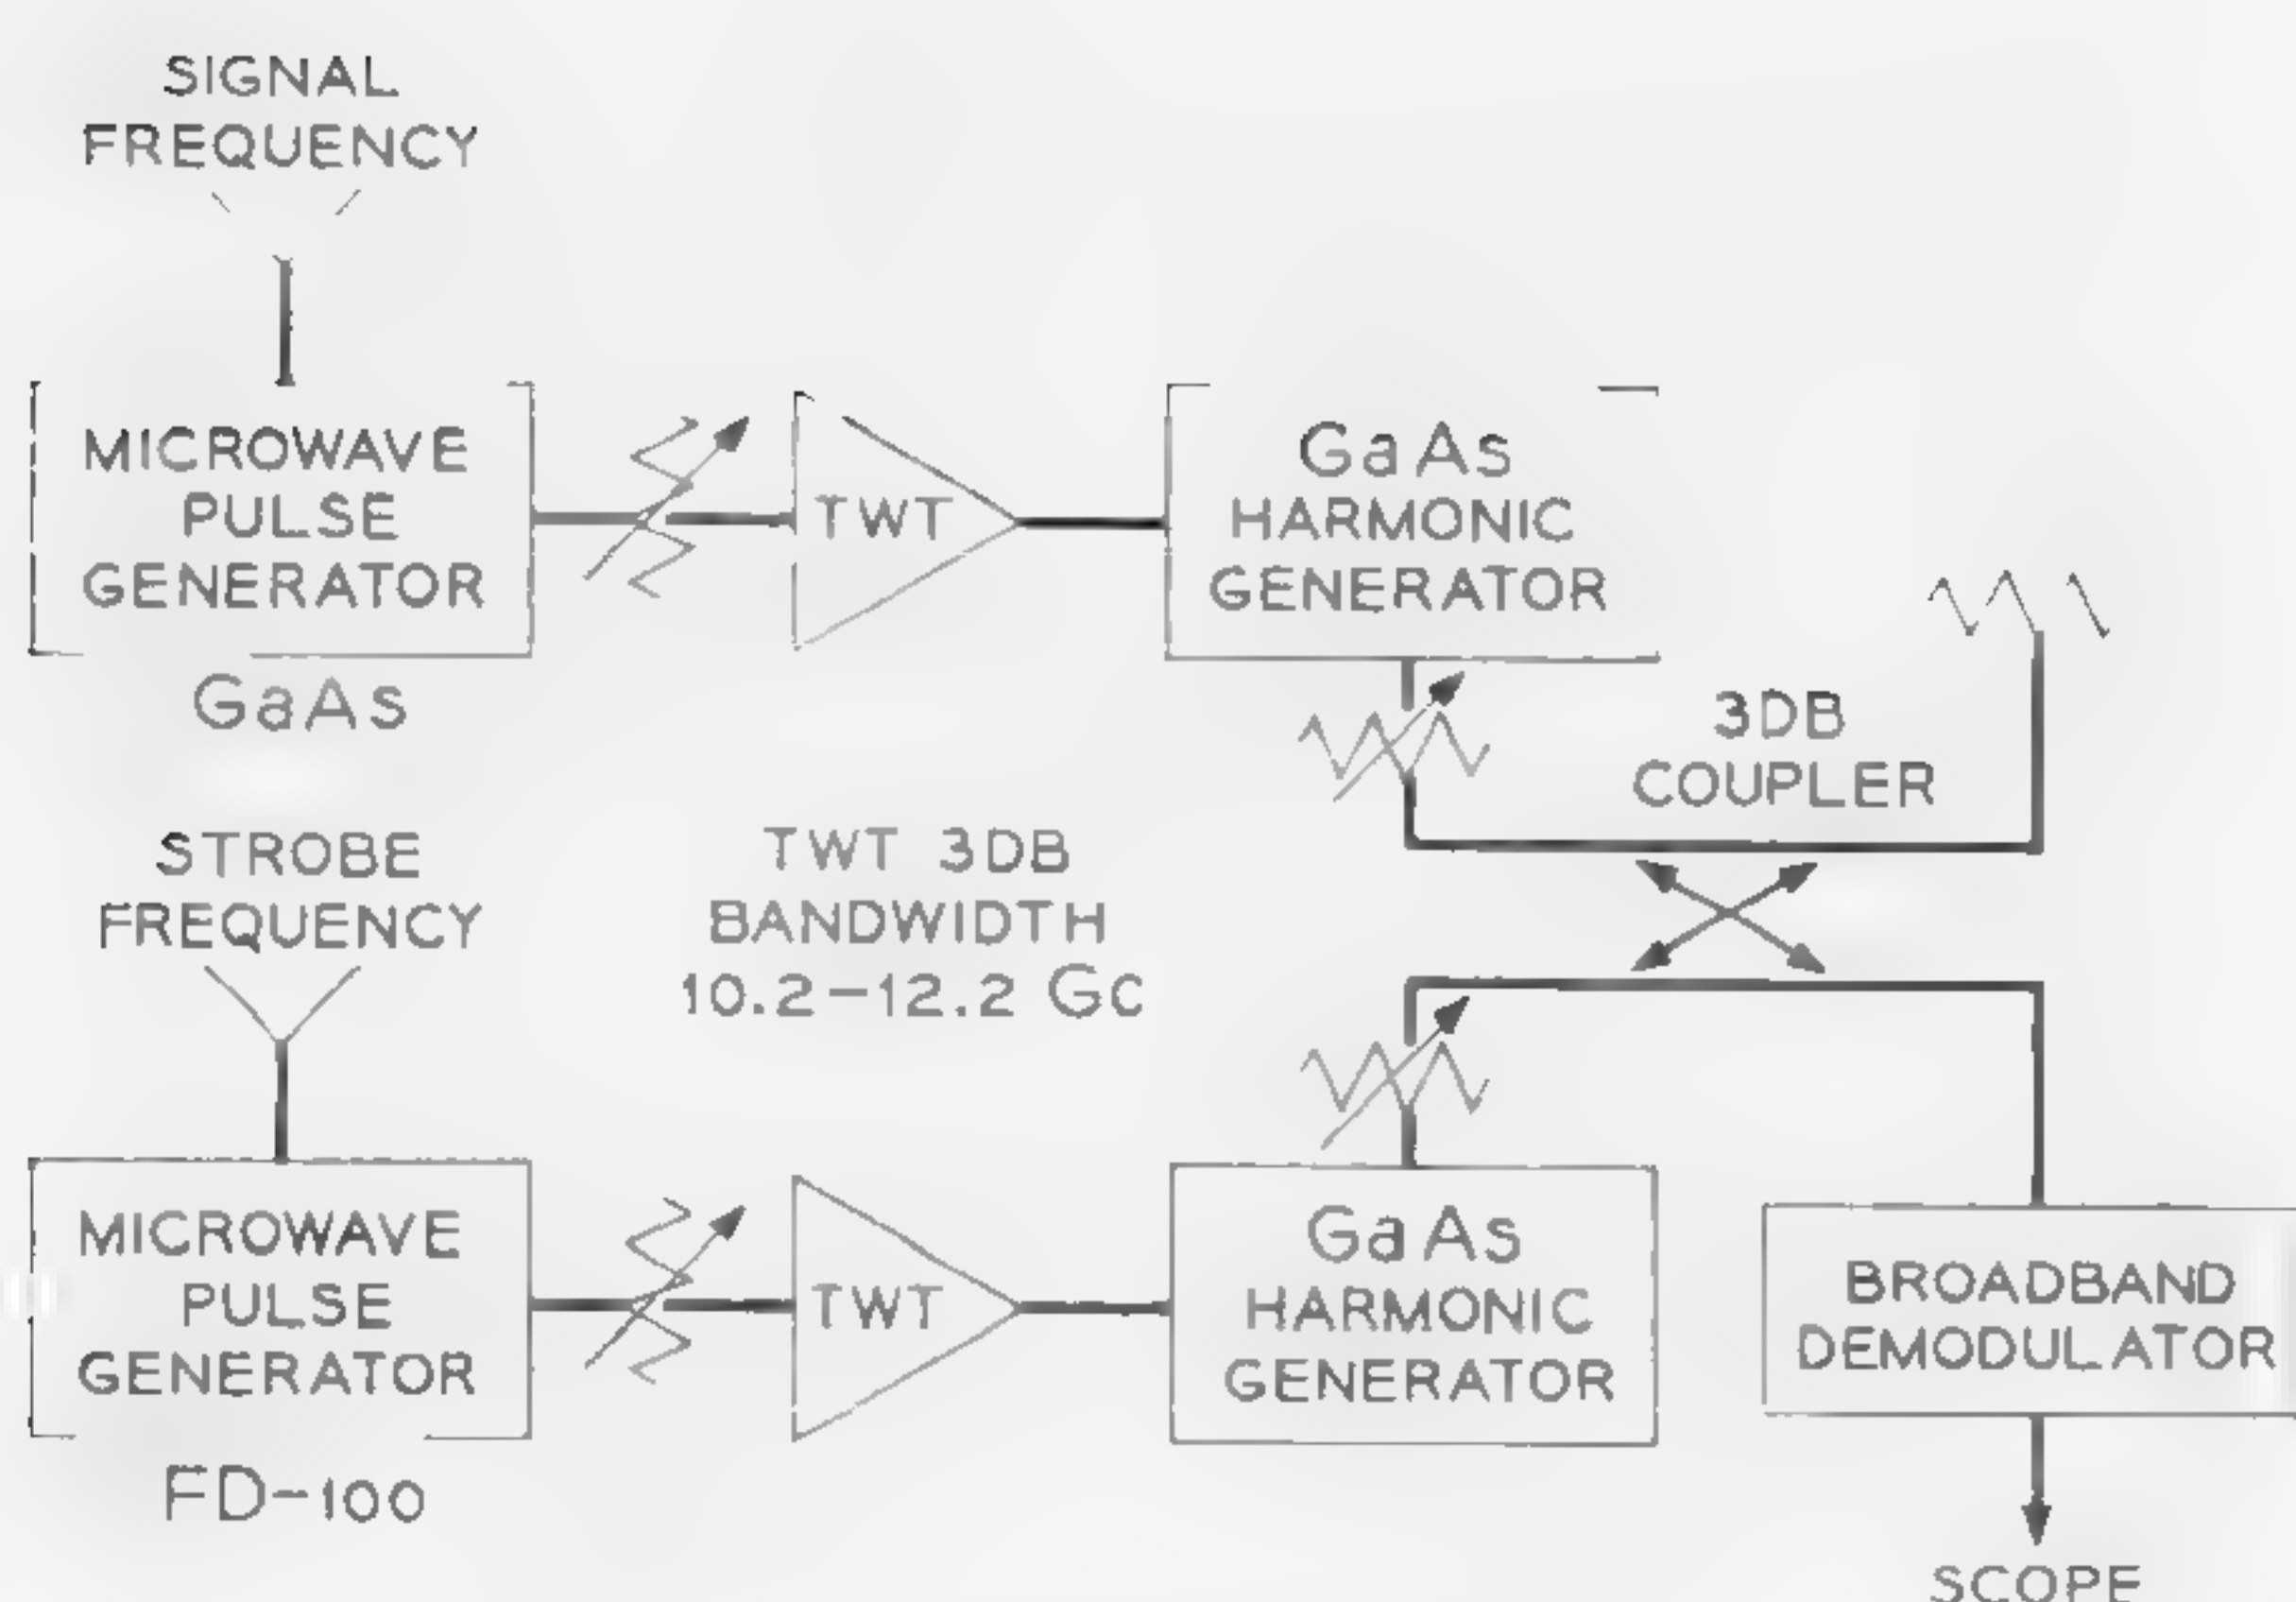 SIGNAL
FREQUENCY
MICROWAVE
PULSE
GENERATOR
GaAs
TWT
GaAs
HARMONIC
GENERATOR
3DB
COUPLER
STROBE
FREQUENCY
TWT 3DB
BANDWIDTH
10.2-12.2 Gc
MICROWAVE
PULSE
GENERATOR
FD-100
TWT
GaAs
HARMONIC
GENERATOR
BROADBAND
DEMODULATOR
SCOPE